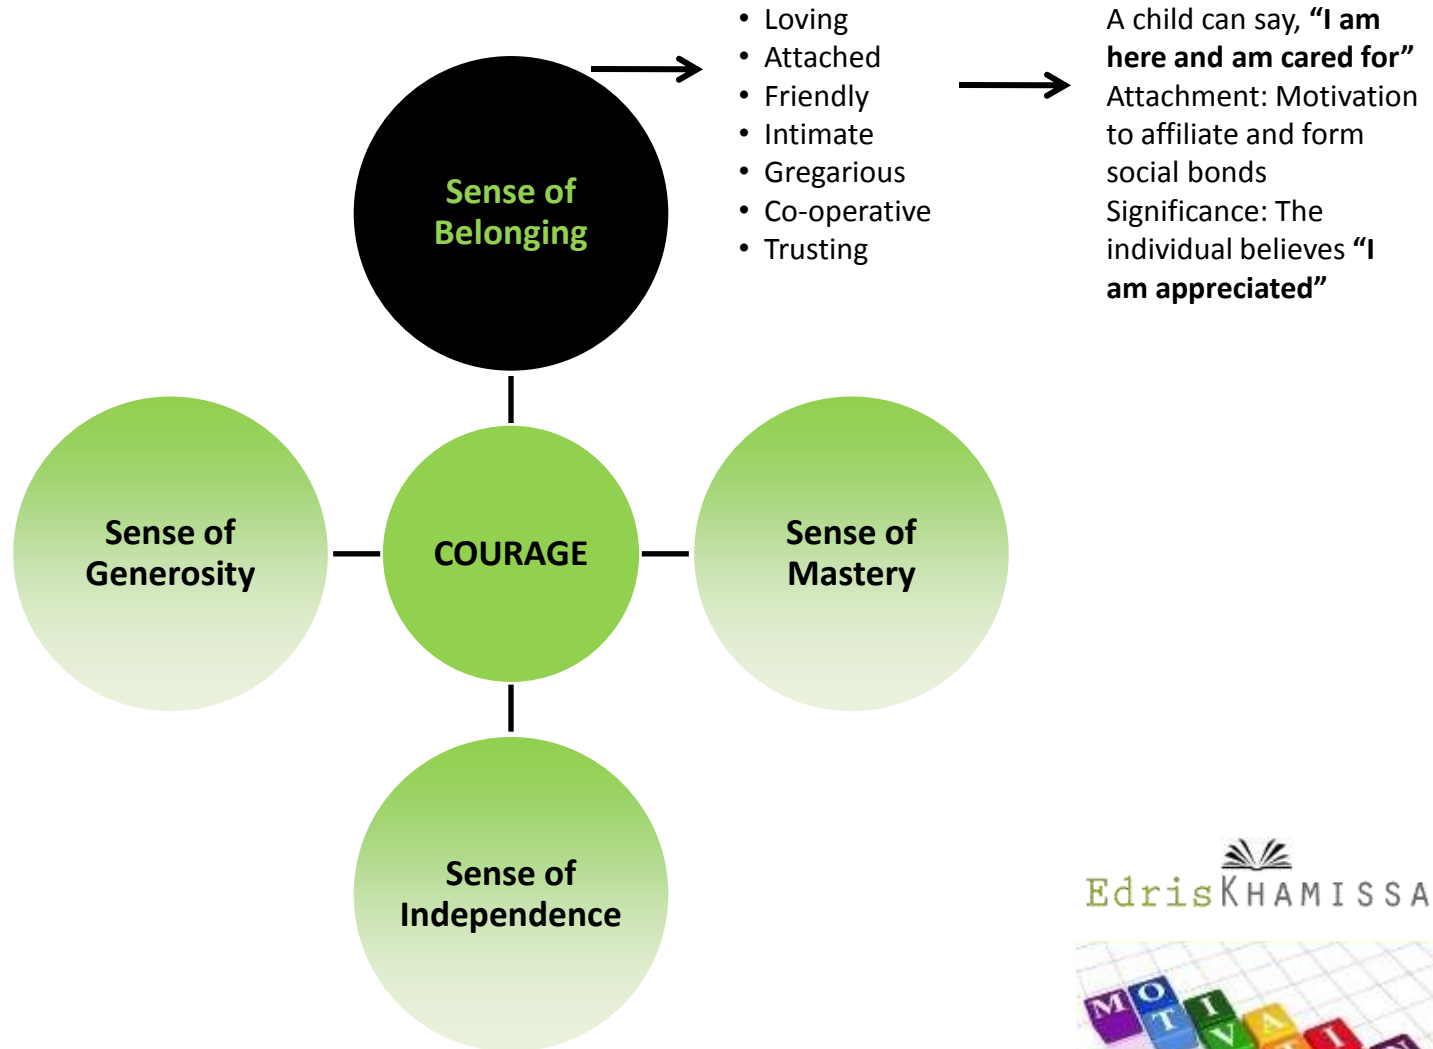 • Loving
• Attached
• Friendly
• Intimate
• Gregarious
• Co-operative
• Trusting
A child can say, “I am
here and am cared for”
Attachment: Motivation
to affiliate and form
social bonds
Significance: The
individual believes “I
am appreciated”
Sense of
Belonging
Sense of
Generosity
COURAGE
Sense of
Mastery
Sense of
Independence
EdrisKHAMISSA
MOTIVATIN